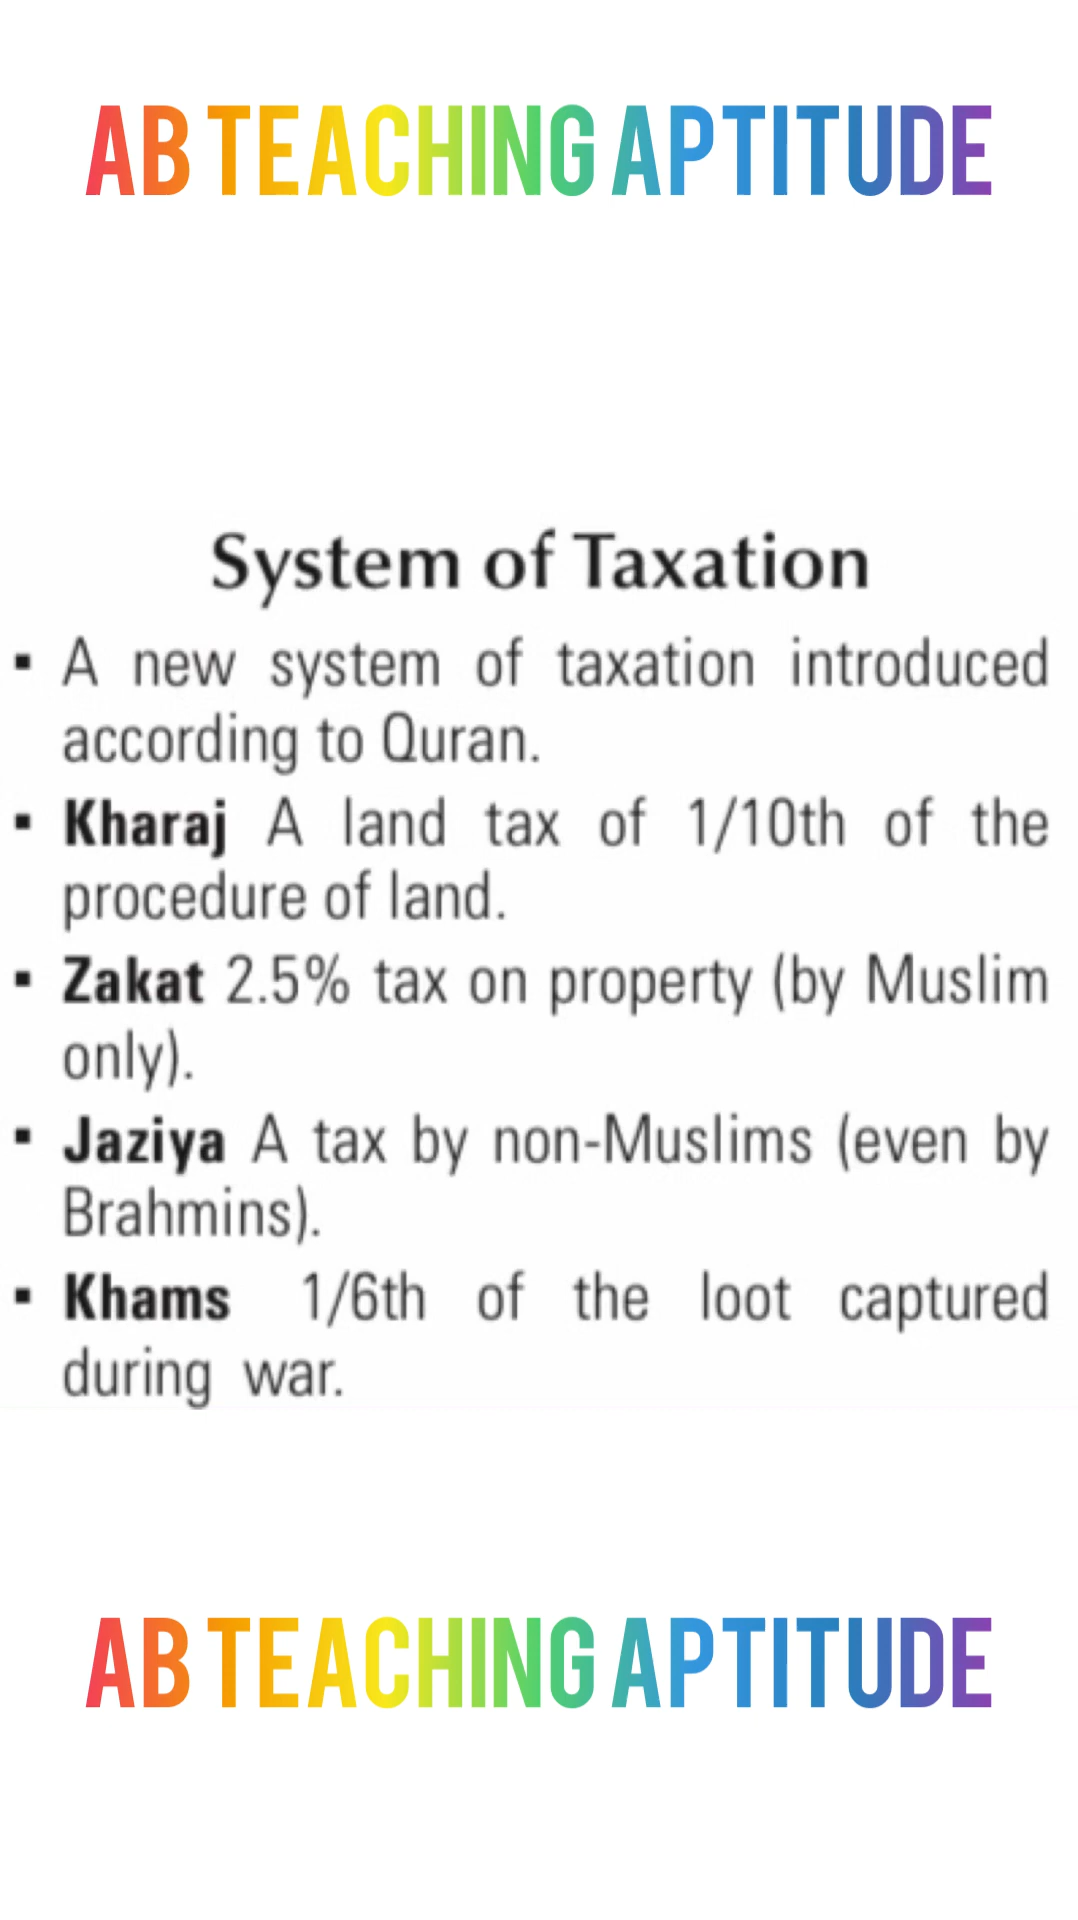 AB TEACHING APTITUDE
System of Taxation
▪ A new system of taxation introduced
according to Quran.
▪ Kharaj A land tax of 1/10th of the
procedure of land.
▪ Zakat 2.5% tax on property (by Muslim
only).
▪ Jaziya A tax by non-Muslims (even by
Brahmins).
▪ Khams 1/6th of the loot captured
during war.
AB TEACHING APTITUDE